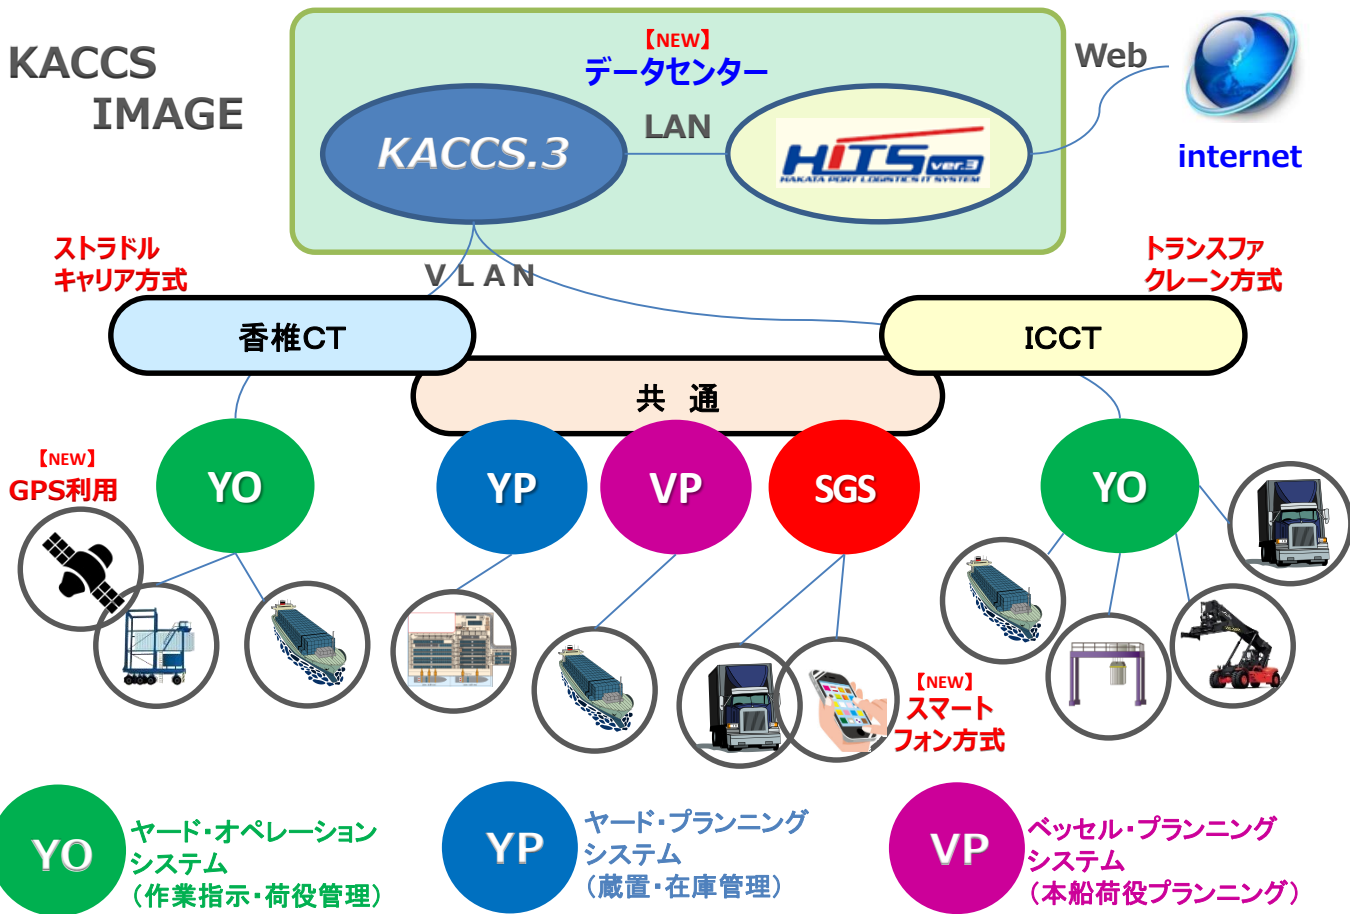 KACCS
IMAGE
【NEW】
データセンター
KACCS.3
LAN
HiTS ver.3
HAKATA PORT LOGISTICS IT SYSTEM
Web
internet
ストラドル
キャリア方式
VLAN
トランスファ
クレーン方式
香椎CT
ICCT
共 通
【NEW】
GPS利用
YO
YP
VP
SGS
YO
【NEW】
スマート
フォン方式
YO
ヤード・オペレーション
システム
(作業指示・荷役管理)
YP
ヤード・プランニング
システム
(蔵置・在庫管理)
VP
ベッセル・プランニング
システム
(本船荷役プランニング)